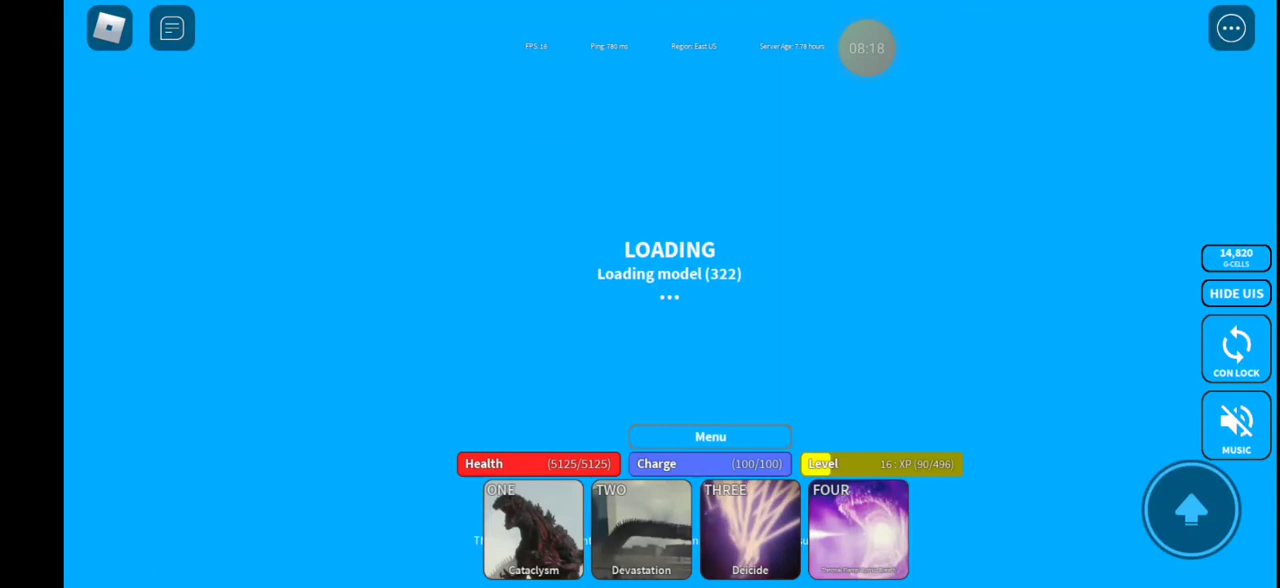 FPS: 16 Ping: 780 ms Region: East US Server Age: 7.78 hours 08:18
LOADING
Loading model (322)
...
14,820
G-CELLS
HIDE UIS
CON LOCK
MUSIC
Menu
Health (5125/5125) Charge (100/100) Level 16 : XP (90/496)
ONE TWO THREE FOUR
Cataclysm Devastation Deicide